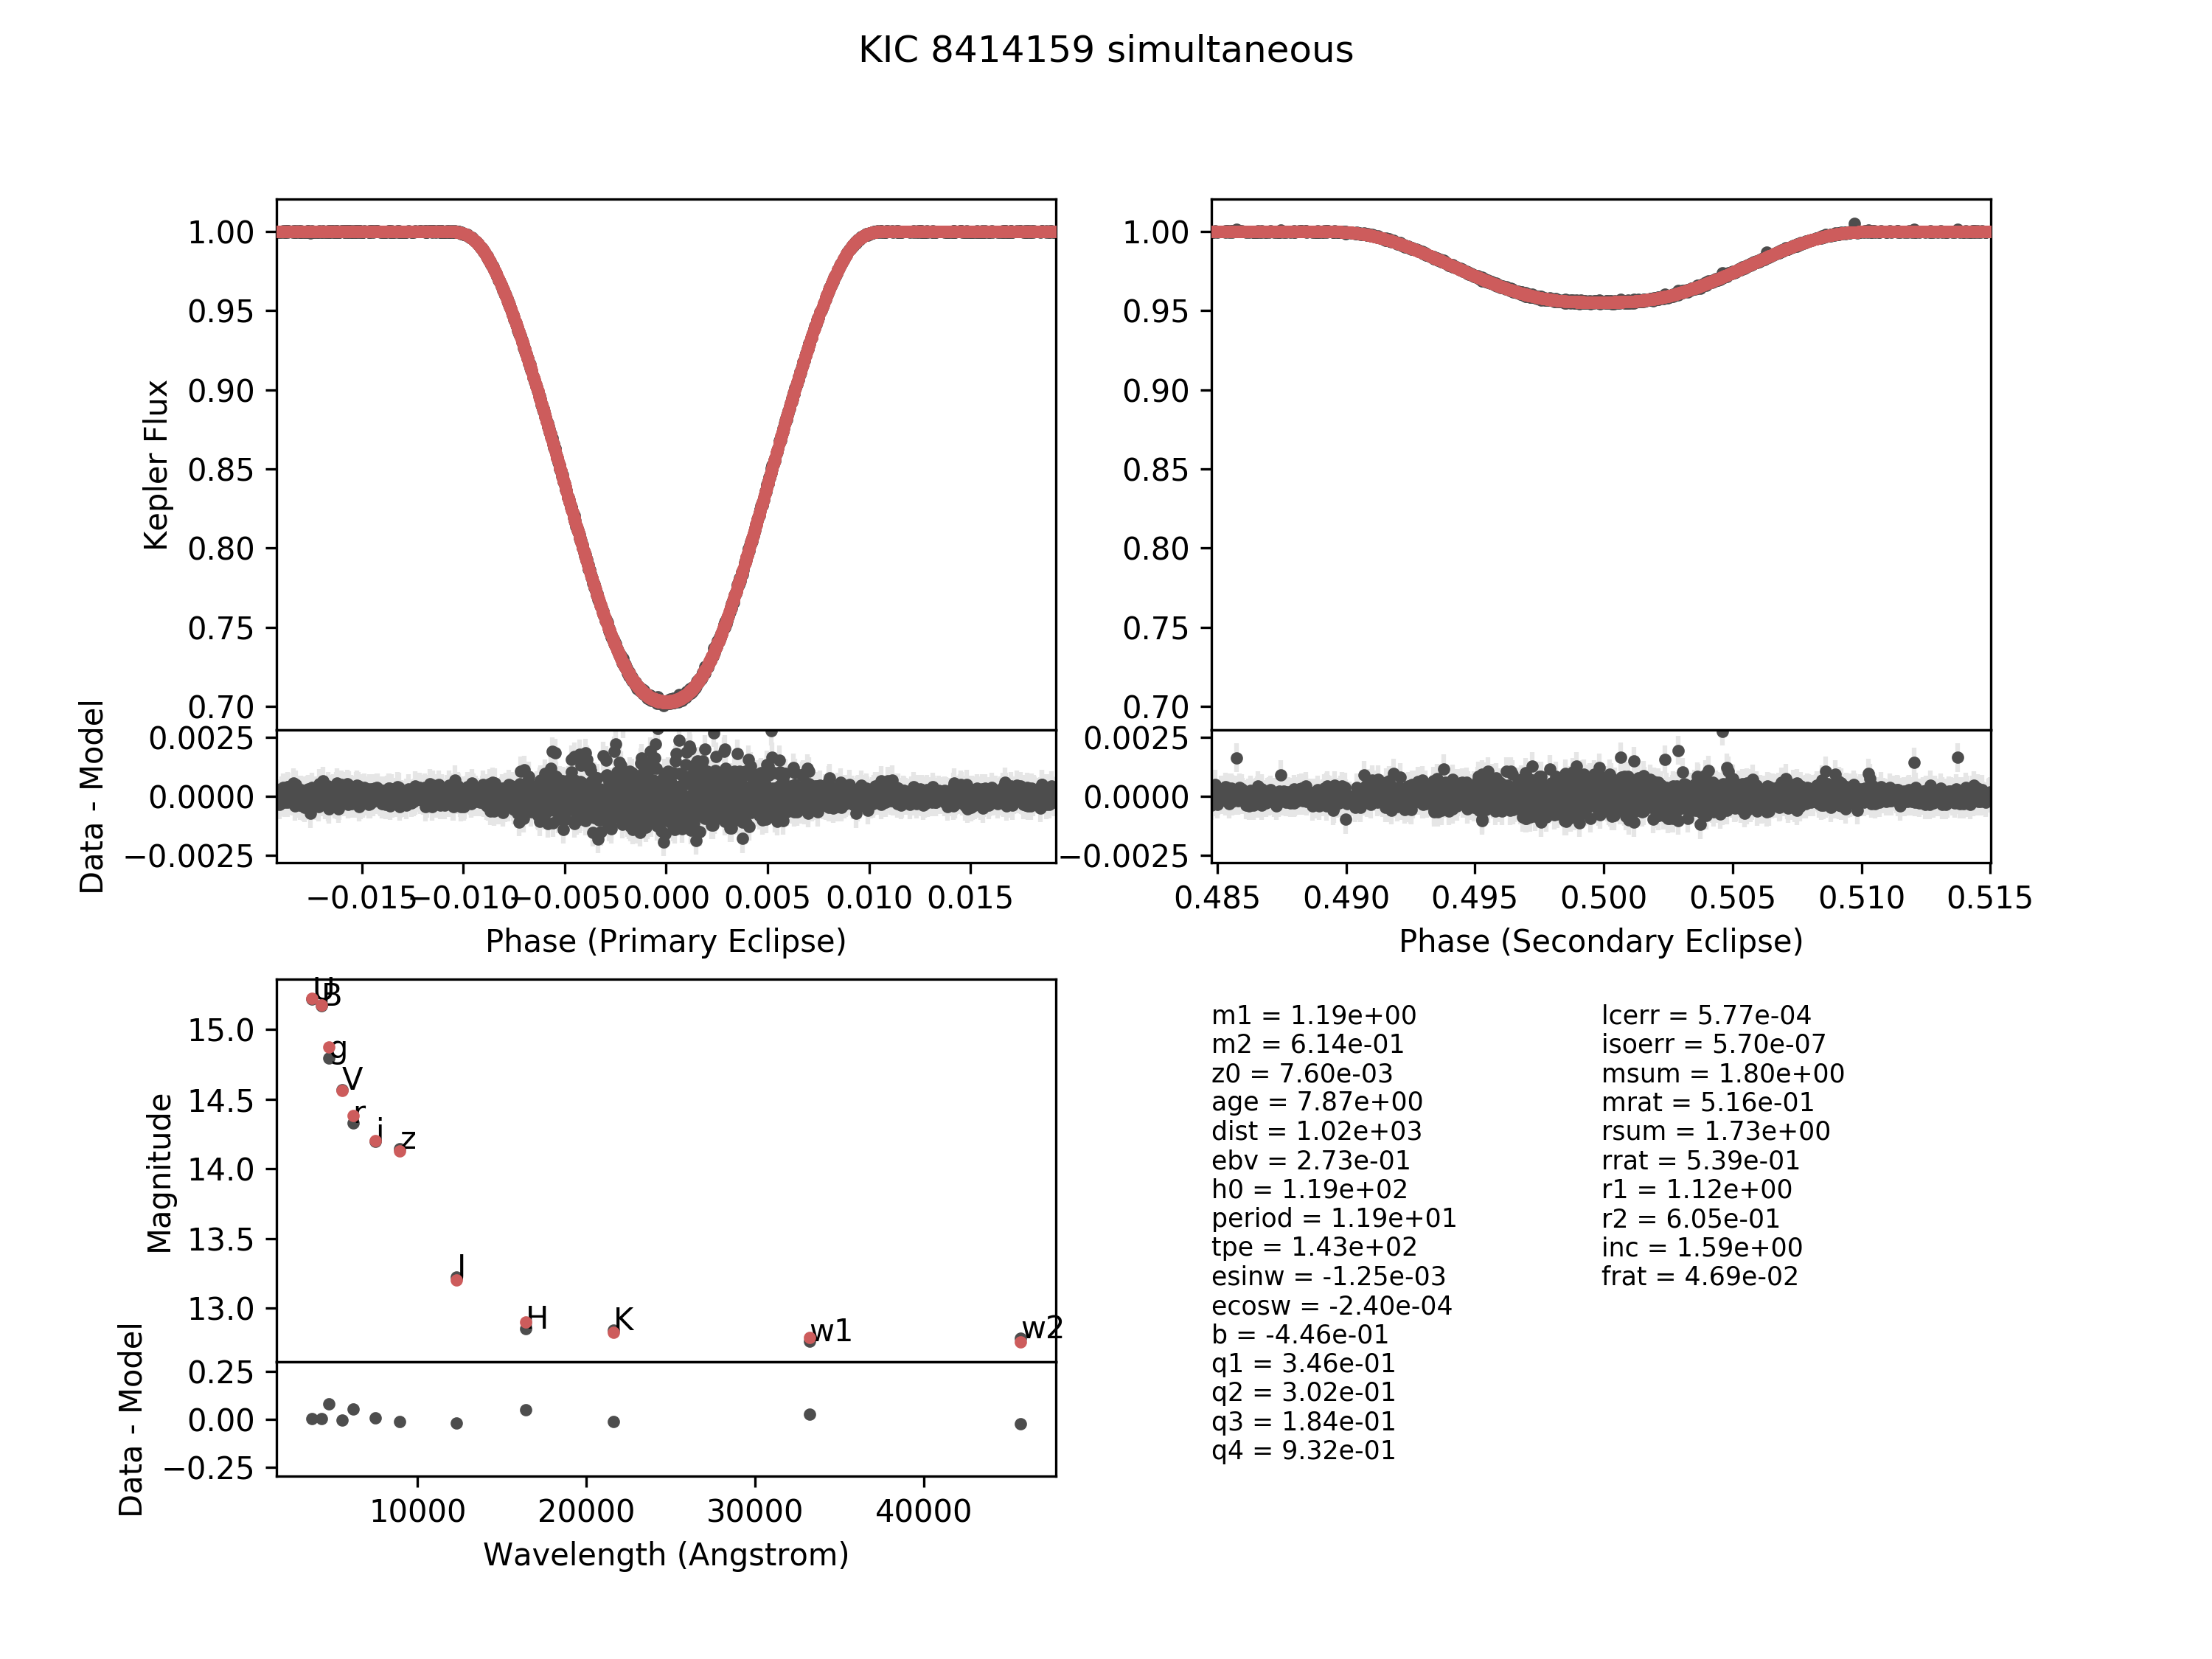 KIC 8414159 simultaneous
Kepler Flux
1.00
0.95
0.90
0.85
0.80
0.75
0.70
Data - Model
0.0025
0.0000
−0.0025
−0.015 −0.010 −0.005 0.000 0.005 0.010 0.015
Phase (Primary Eclipse)
1.00
0.95
0.90
0.85
0.80
0.75
0.70
0.0025
0.0000
−0.0025
0.485 0.490 0.495 0.500 0.505 0.510 0.515
Phase (Secondary Eclipse)
Magnitude
15.0
14.5
14.0
13.5
13.0
U
B
g
V
r
i
z
J
H
K
w1
w2
Data - Model
0.25
0.00
−0.25
10000 20000 30000 40000
Wavelength (Angstrom)
m1 = 1.19e+00
m2 = 6.14e-01
z0 = 7.60e-03
age = 7.87e+00
dist = 1.02e+03
ebv = 2.73e-01
h0 = 1.19e+02
period = 1.19e+01
tpe = 1.43e+02
esinw = -1.25e-03
ecosw = -2.40e-04
b = -4.46e-01
q1 = 3.46e-01
q2 = 3.02e-01
q3 = 1.84e-01
q4 = 9.32e-01
lcerr = 5.77e-04
isoerr = 5.70e-07
msum = 1.80e+00
mrat = 5.16e-01
rsum = 1.73e+00
rrat = 5.39e-01
r1 = 1.12e+00
r2 = 6.05e-01
inc = 1.59e+00
frat = 4.69e-02